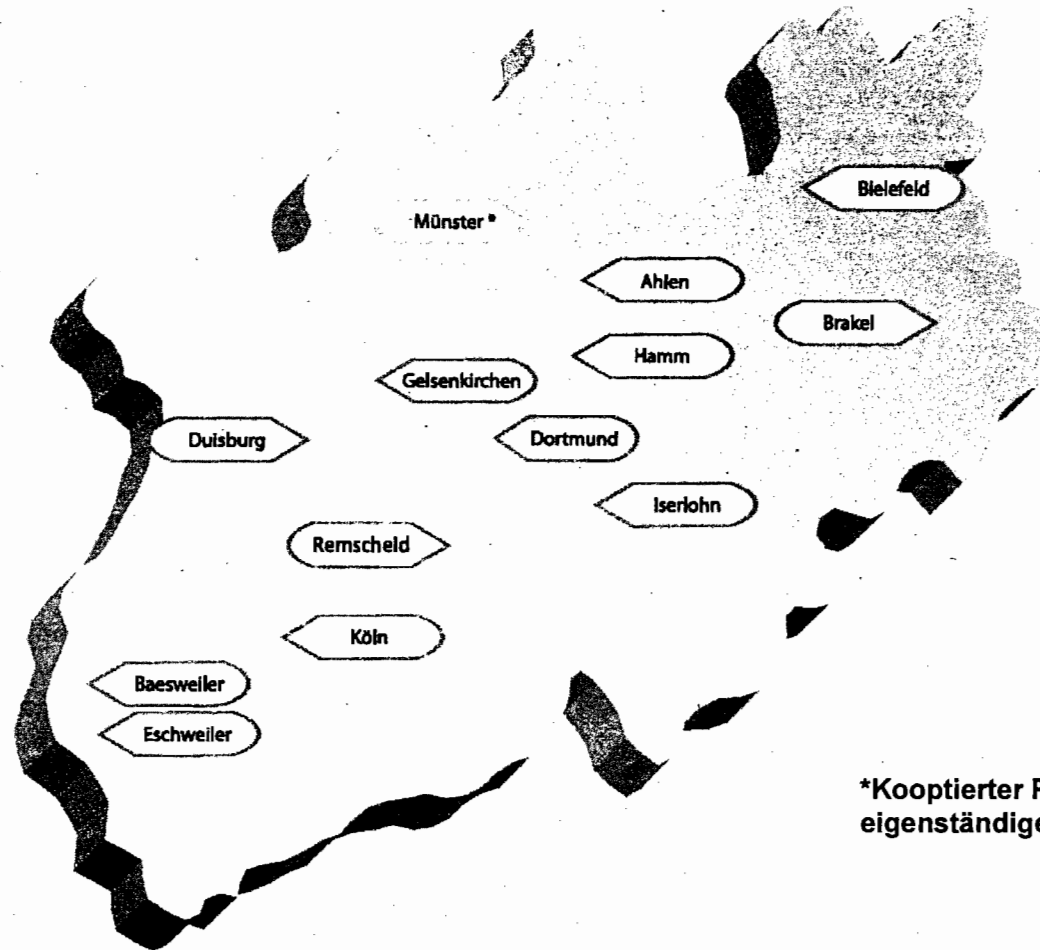 Bielefeld
Münster*
Ahlen
Brakel
Hamm
Gelsenkirchen
Duisburg
Dortmund
Iserlohn
Remscheid
Köln
Baesweiler
Eschweiler
*Kooptierter
eigenständige